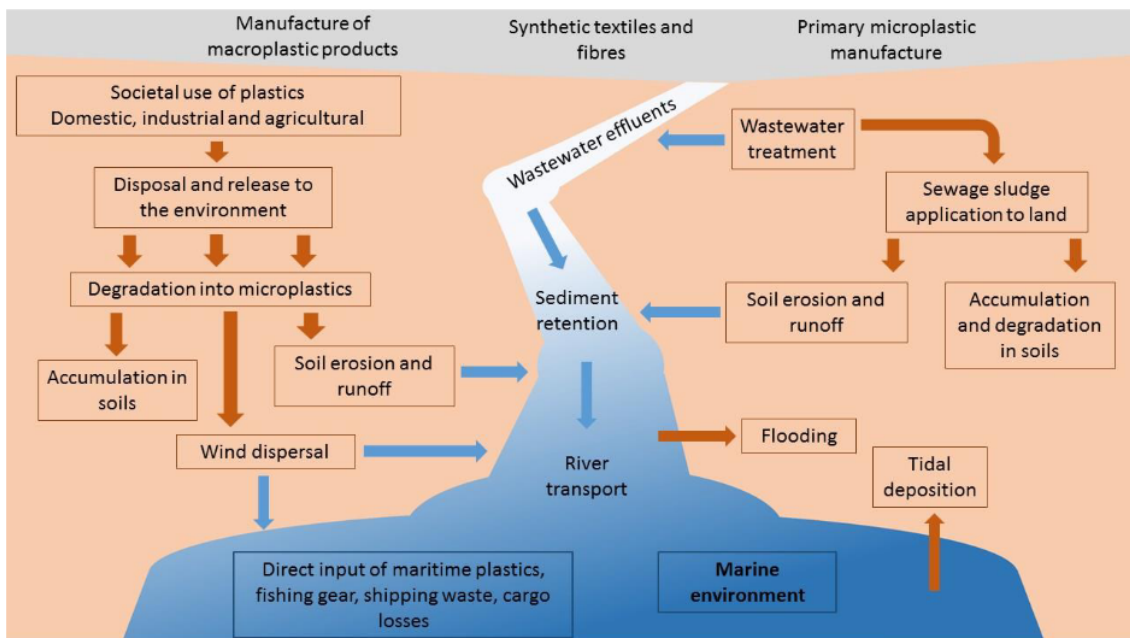 Manufacture of
macroplastic products
Synthetic textiles and
fibres
Primary microplastic
manufacture
Societal use of plastics
Domestic, industrial and agricultural
Disposal and release to
the environment
Degradation into microplastics
Accumulation in
soils
Soil erosion and
runoff
Wind dispersal
Wastewater effluents
Sediment
retention
River
transport
Wastewater
treatment
Sewage sludge
application to land
Soil erosion and
runoff
Accumulation
and degradation
in soils
Flooding
Tidal
deposition
Direct input of maritime plastics,
fishing gear, shipping waste, cargo
losses
Marine
environment